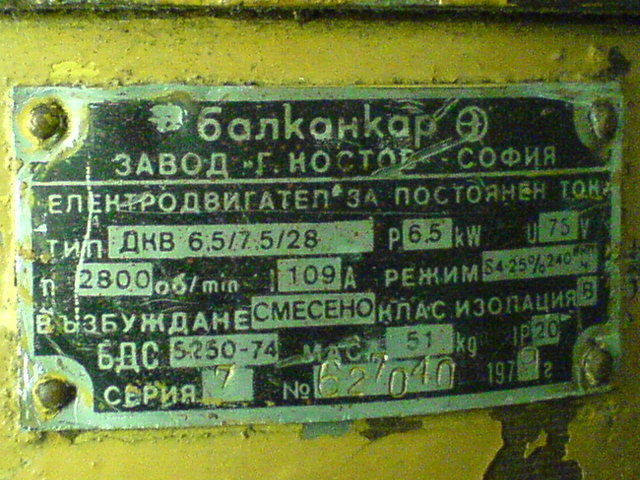 балканкар
ЗАВОД "Г. КОСТОВ" - СОФИЯ
ЕЛЕКТРОДВИГАТЕЛ ЗА ПОСТОЯНЕН ТОК
ТИП ДКВ 6.5/7.5/28 P 6.5 kW U 75 V
n 2800 об/min I 109 A РЕЖИМ S4-25% 240
ВЪЗБУЖДАНЕ СМЕСЕНО КЛАС ИЗОЛАЦИЯ B
БДС 5250-74 МАСА 51 kg IP 20
СЕРИЯ 7 № 627040 1979 г